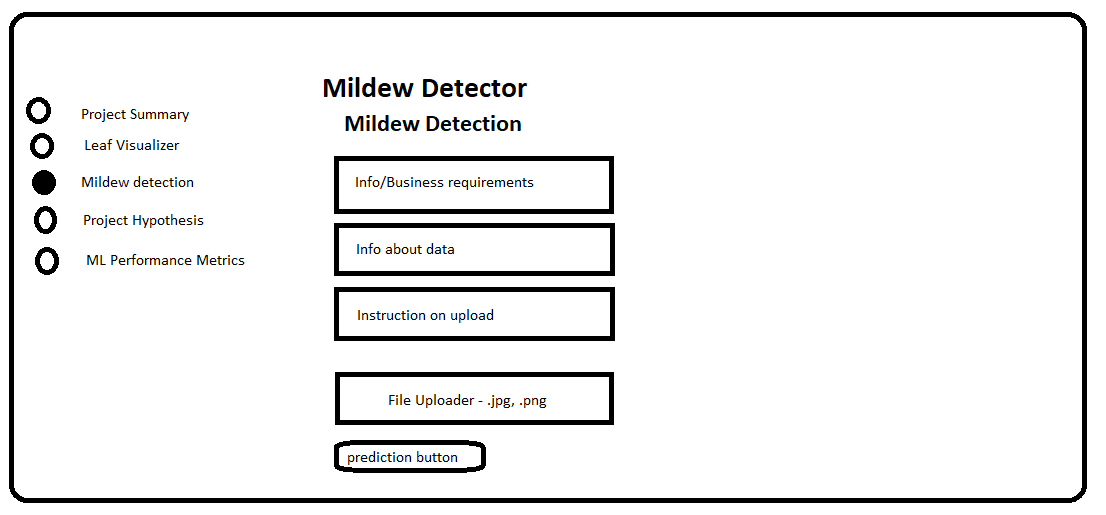 Mildew Detector
Mildew Detection
Project Summary
Leaf Visualizer
Mildew detection
Project Hypothesis
ML Performance Metrics
Info/Business requirements
Info about data
Instruction on upload
File Uploader - .jpg, .png
prediction button